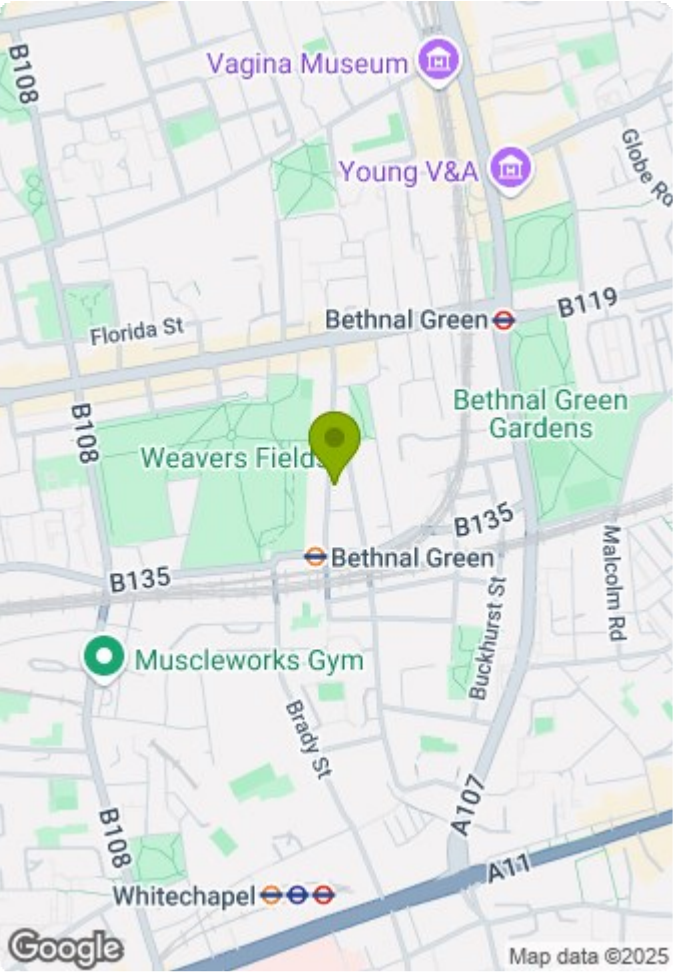 B108
Vagina Museum
Young V&A
Globe Ro
Bethnal Green
B119
Florida St
B108
Bethnal Green
Gardens
Weavers Fields
B135
Bethnal Green
B135
Malcolm Rd
Buckhurst St
Muscleworks Gym
Brady St
A107
B108
A11
Whitechapel
Google
Map data ©2025